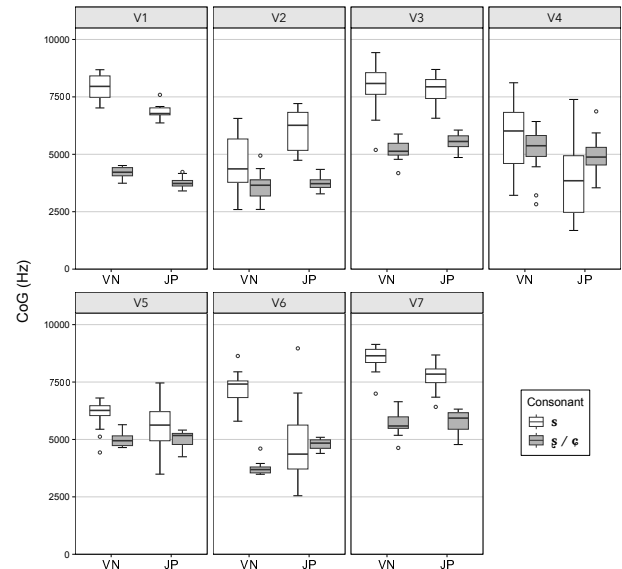 V1 V2 V3 V4
10000
7500
5000
2500
0
VN JP VN JP VN JP VN JP
CoG (Hz)
V5 V6 V7
10000
7500
5000
2500
0
VN JP VN JP VN JP
Consonant
s
ʂ / ɕ